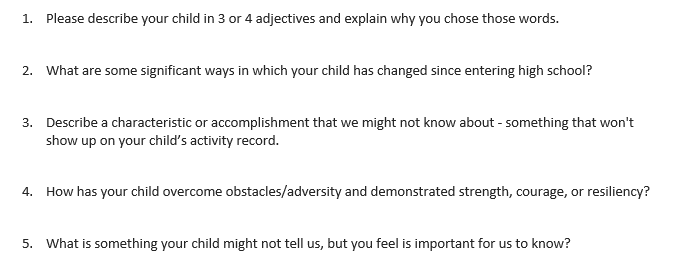 1. Please describe your child in 3 or 4 adjectives and explain why you chose those words.
2. What are some significant ways in which your child has changed since entering high school?
3. Describe a characteristic or accomplishment that we might not know about - something that won't
show up on your child’s activity record.
4. How has your child overcome obstacles/adversity and demonstrated strength, courage, or resiliency?
5. What is something your child might not tell us, but you feel is important for us to know?